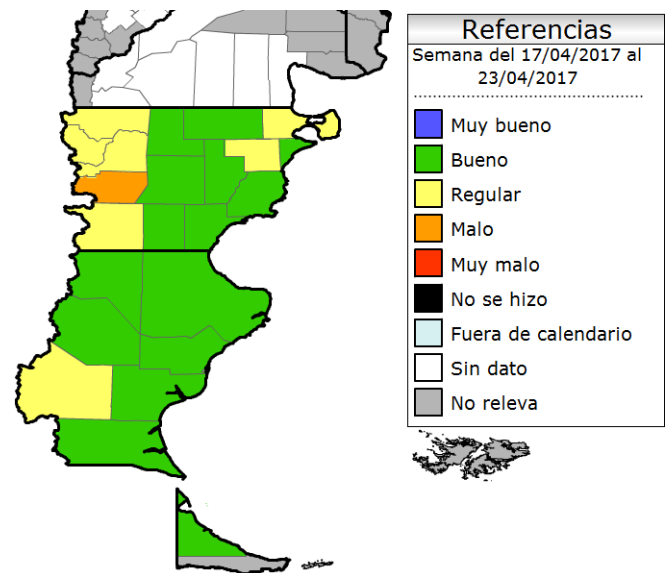 Referencias
Semana del 17/04/2017 al
23/04/2017
Muy bueno
Bueno
Regular
Malo
Muy malo
No se hizo
Fuera de calendario
Sin dato
No releva